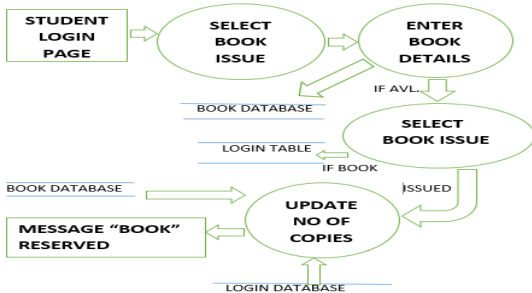 STUDENT
LOGIN
PAGE
SELECT
BOOK
ISSUE
ENTER
BOOK
DETAILS
IF AVL.
BOOK DATABASE
SELECT
BOOK ISSUE
LOGIN TABLE
IF BOOK
ISSUED
BOOK DATABASE
UPDATE
NO OF
COPIES
MESSAGE “BOOK”
RESERVED
LOGIN DATABASE